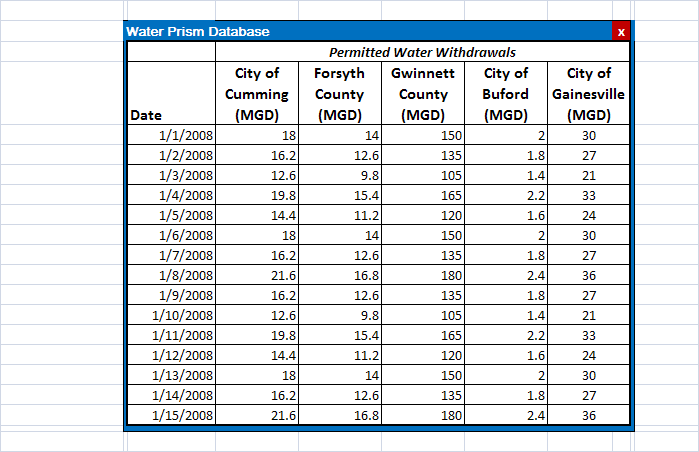 Water Prism Database x
Permitted Water Withdrawals
Date City of Cumming (MGD) Forsyth County (MGD) Gwinnett County (MGD) City of Buford (MGD) City of Gainesville (MGD)
1/1/2008 18 14 150 2 30
1/2/2008 16.2 12.6 135 1.8 27
1/3/2008 12.6 9.8 105 1.4 21
1/4/2008 19.8 15.4 165 2.2 33
1/5/2008 14.4 11.2 120 1.6 24
1/6/2008 18 14 150 2 30
1/7/2008 16.2 12.6 135 1.8 27
1/8/2008 21.6 16.8 180 2.4 36
1/9/2008 16.2 12.6 135 1.8 27
1/10/2008 12.6 9.8 105 1.4 21
1/11/2008 19.8 15.4 165 2.2 33
1/12/2008 14.4 11.2 120 1.6 24
1/13/2008 18 14 150 2 30
1/14/2008 16.2 12.6 135 1.8 27
1/15/2008 21.6 16.8 180 2.4 36